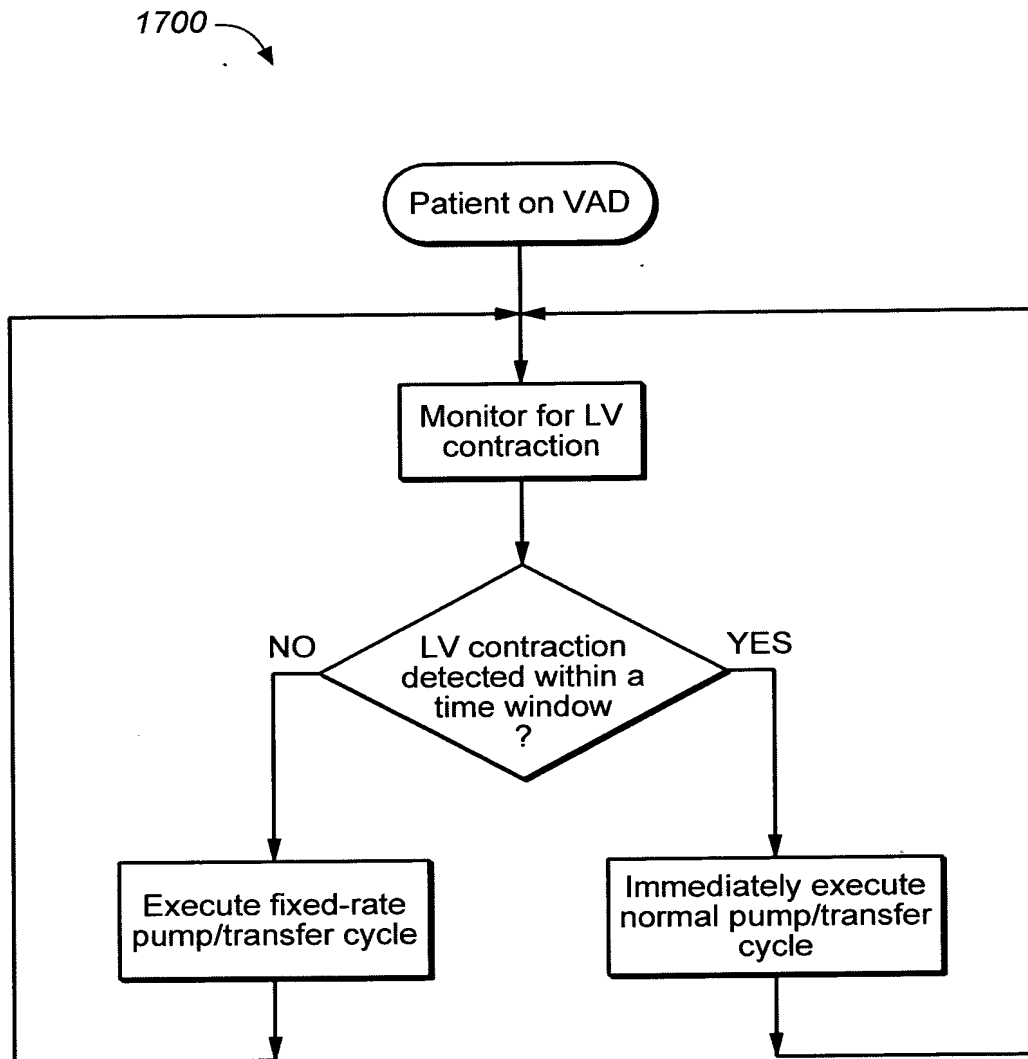 1700
Patient on VAD
Monitor for LV
contraction
NO
LV contraction
detected within a
time window
?
YES
Execute fixed-rate
pump/transfer cycle
Immediately execute
normal pump/transfer
cycle